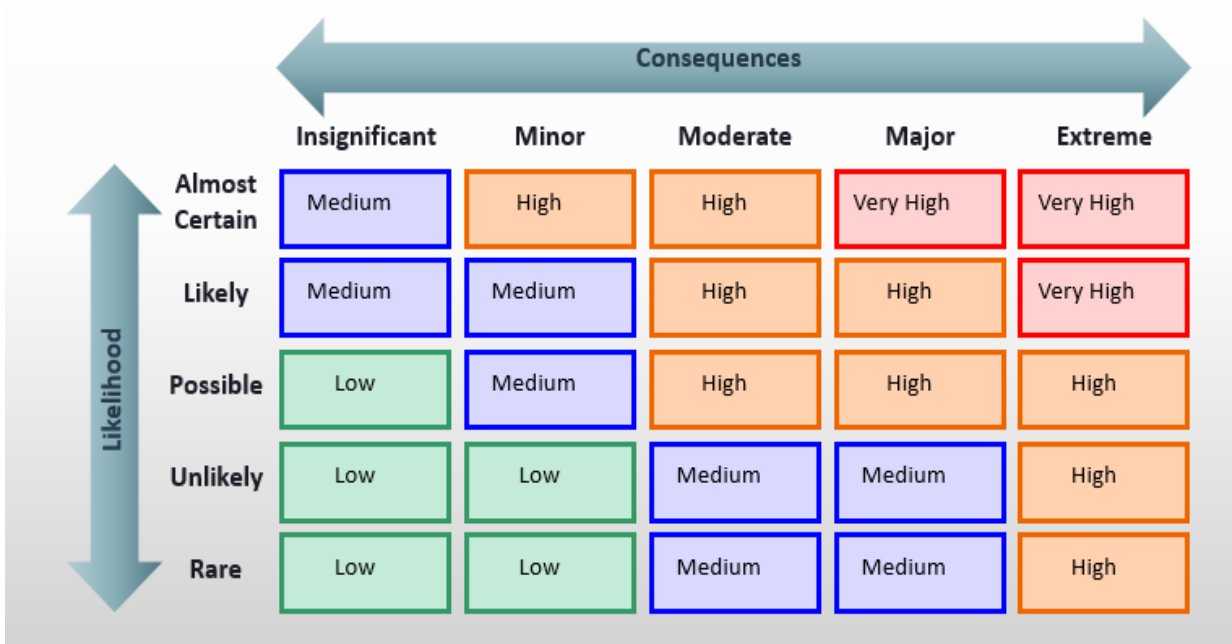 Consequences
Insignificant Minor Moderate Major Extreme
Almost
Certain
Medium High High Very High Very High
Likely Medium Medium High High Very High
Likelihood
Possible Low Medium High High High
Unlikely Low Low Medium Medium High
Rare Low Low Medium Medium High